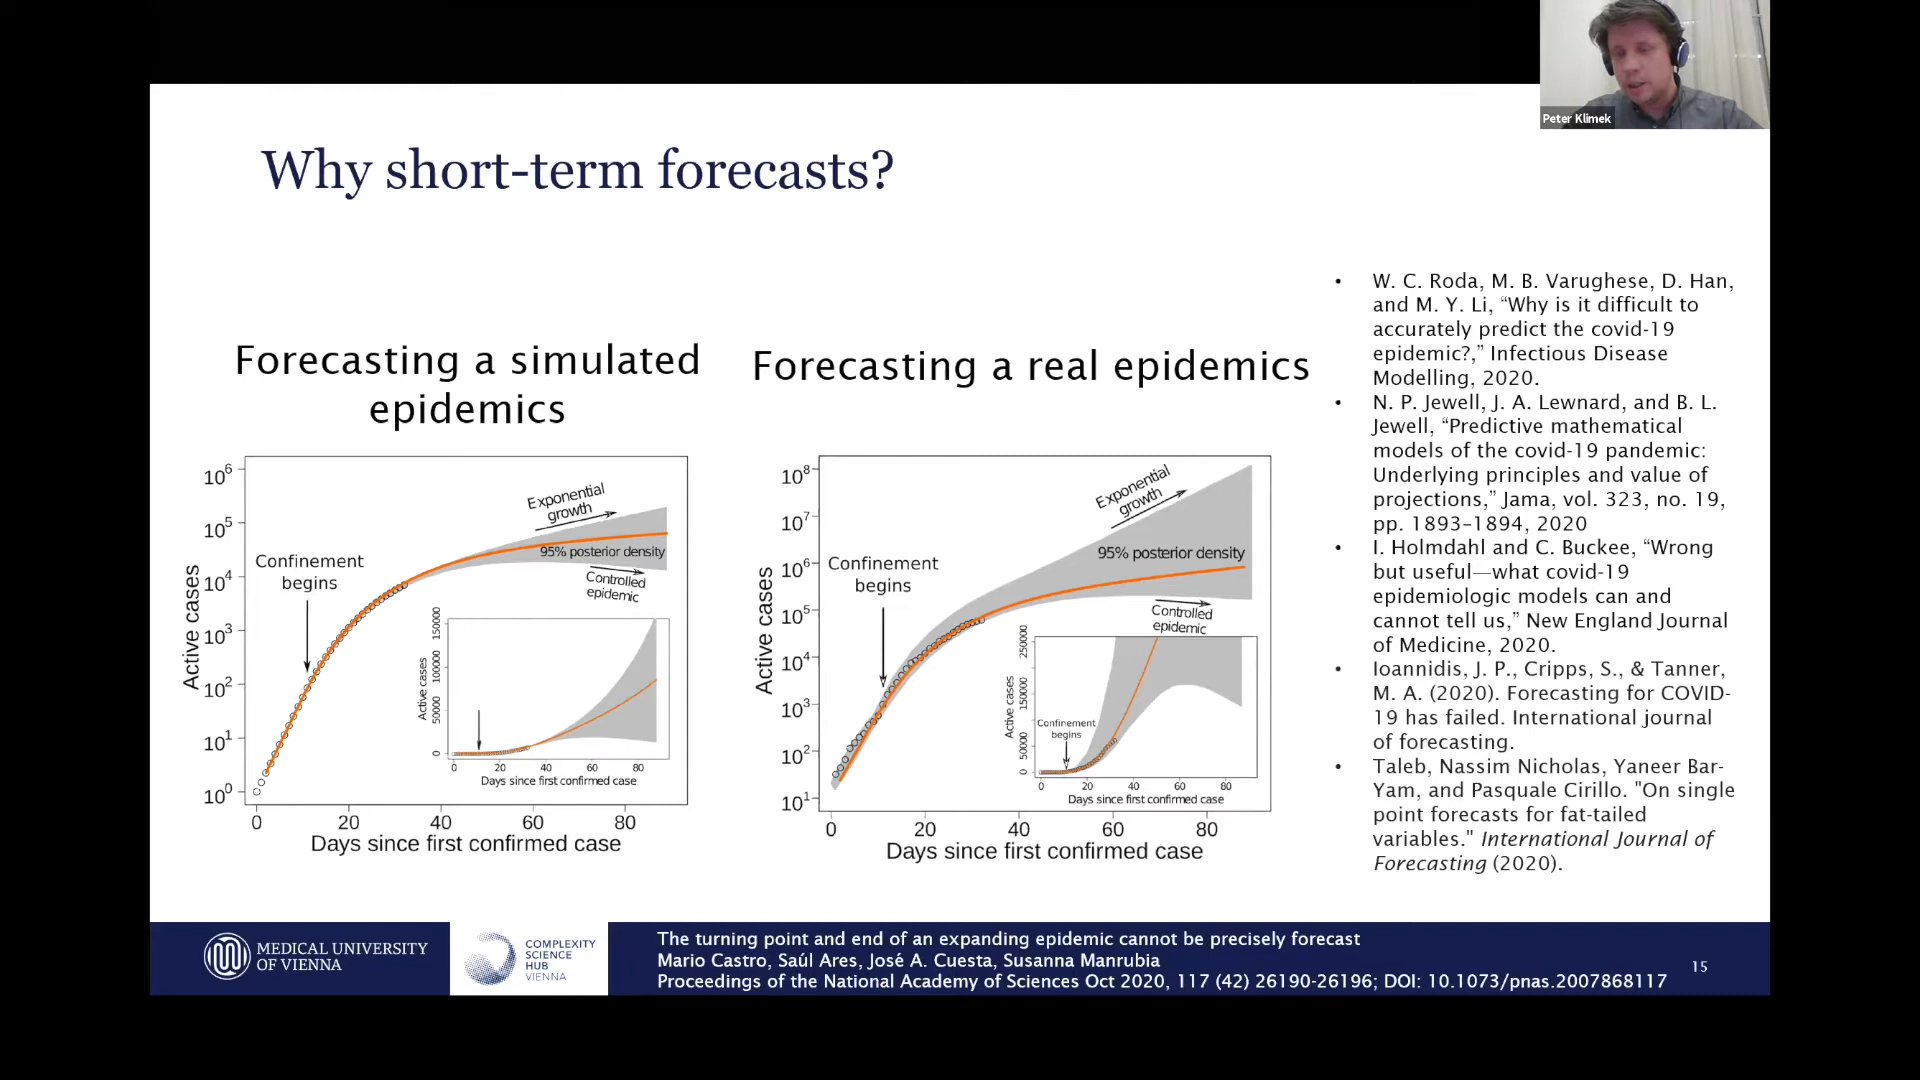 Peter Klimek
Why short-term forecasts?
Forecasting a simulated
epidemics
10^6
10^5
10^4
10^3
10^2
10^1
10^0
Active cases
0 20 40 60 80
Days since first confirmed case
Confinement
begins
Exponential
growth
95% posterior density
Controlled
epidemic
Active cases
150000
100000
50000
0
0 20 40 60 80
Days since first confirmed case
Forecasting a real epidemics
10^8
10^7
10^6
10^5
10^4
10^3
10^2
10^1
Active cases
0 20 40 60 80
Days since first confirmed case
Confinement
begins
Exponential
growth
95% posterior density
Controlled
epidemic
Active cases
250000
150000
50000
0
Confinement
begins
0 20 40 60 80
Days since first confirmed case
• W. C. Roda, M. B. Varughese, D. Han,
and M. Y. Li, “Why is it difficult to
accurately predict the covid-19
epidemic?,” Infectious Disease
Modelling, 2020.
• N. P. Jewell, J. A. Lewnard, and B. L.
Jewell, “Predictive mathematical
models of the covid-19 pandemic:
Underlying principles and value of
projections,” Jama, vol. 323, no. 19,
pp. 1893–1894, 2020
• I. Holmdahl and C. Buckee, “Wrong
but useful—what covid-19
epidemiologic models can and
cannot tell us,” New England Journal
of Medicine, 2020.
• Ioannidis, J. P., Cripps, S., & Tanner,
M. A. (2020). Forecasting for COVID-
19 has failed. International journal
of forecasting.
• Taleb, Nassim Nicholas, Yaneer Bar-
Yam, and Pasquale Cirillo. "On single
point forecasts for fat-tailed
variables." International Journal of
Forecasting (2020).
MEDICAL UNIVERSITY
OF VIENNA
COMPLEXITY
SCIENCE
HUB
VIENNA
The turning point and end of an expanding epidemic cannot be precisely forecast
Mario Castro, Saúl Ares, José A. Cuesta, Susanna Manrubia
Proceedings of the National Academy of Sciences Oct 2020, 117 (42) 26190-26196; DOI: 10.1073/pnas.2007868117
15